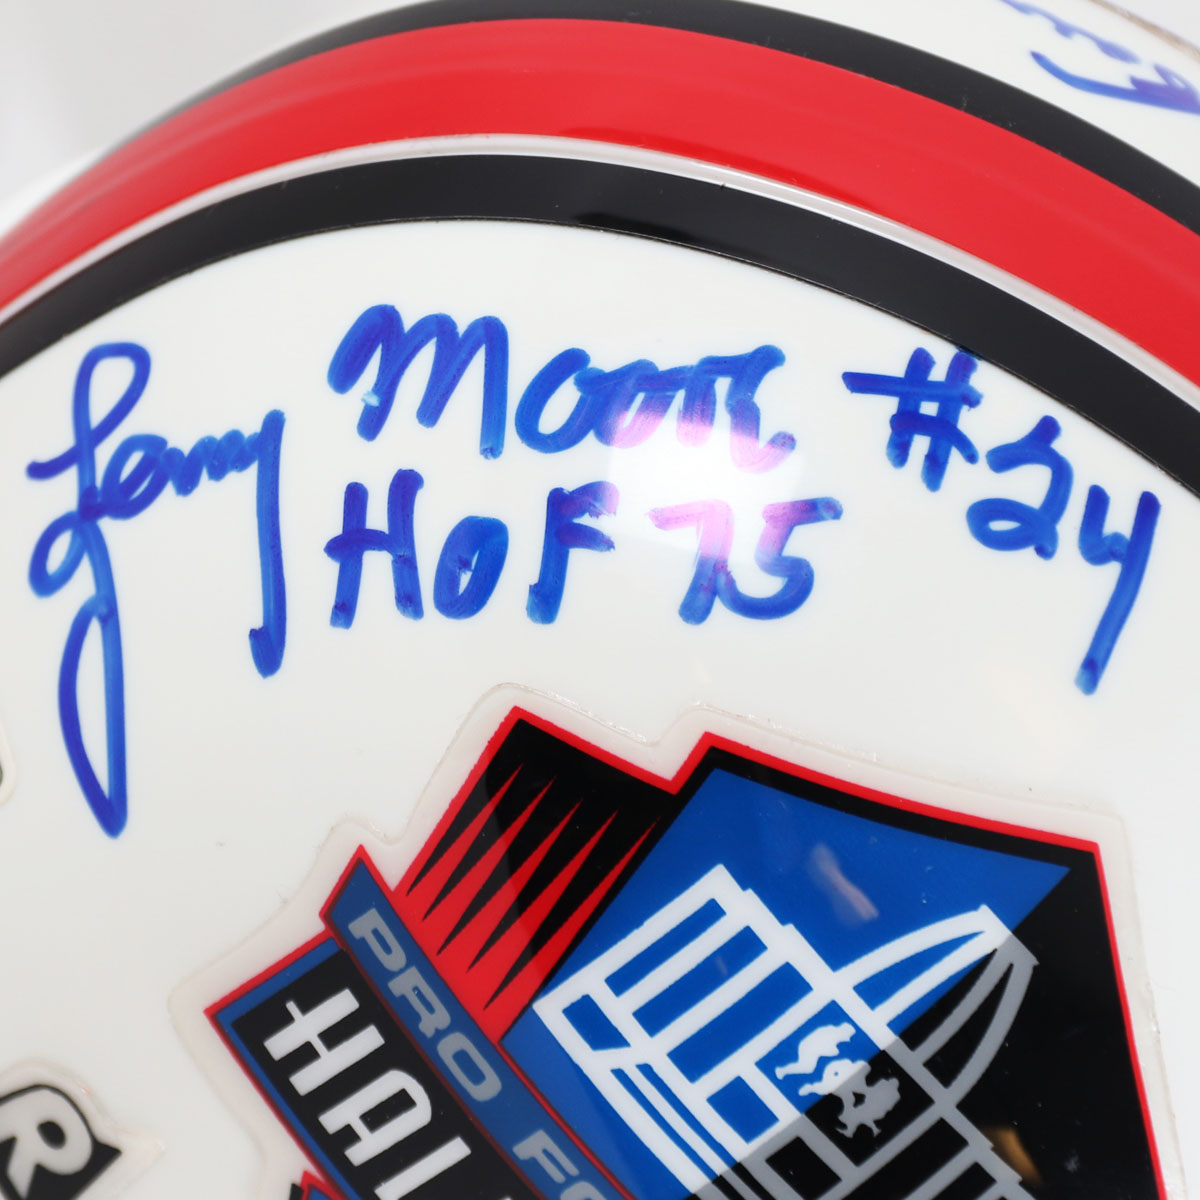 Lenny Moore #24
HOF 75
PRO FO
HAL
R